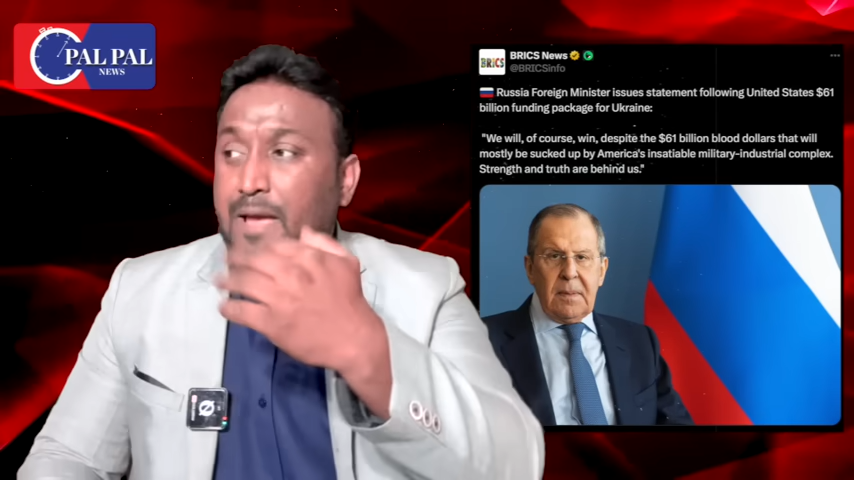 PAL PAL
NEWS
BRICS
BRICS News
@BRICSinfo
Russia Foreign Minister issues statement following United States $61
billion funding package for Ukraine:
"We will, of course, win, despite the $61 billion blood dollars that will
mostly be sucked up by America's insatiable military-industrial complex.
Strength and truth are behind us."